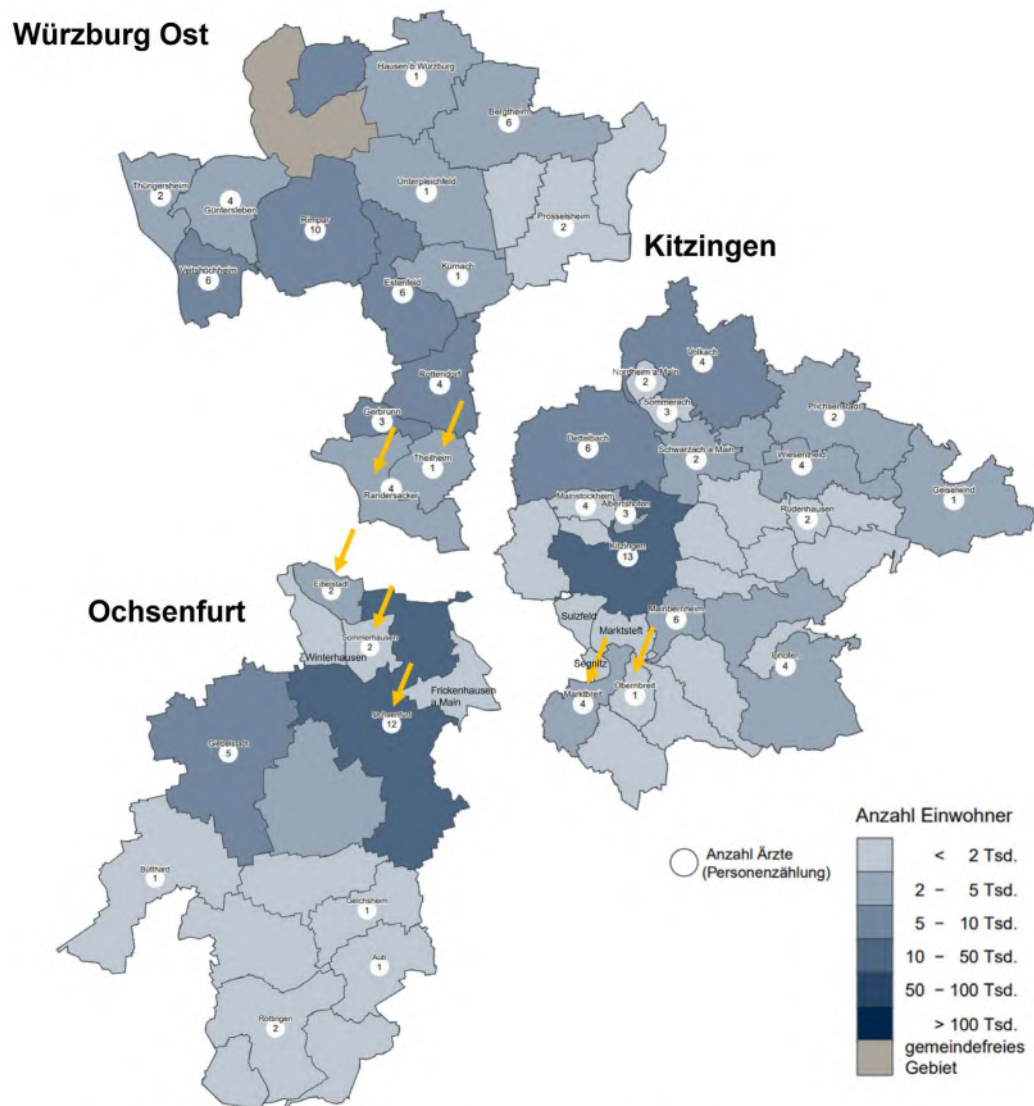 Würzburg Ost
Hausen b.Würzburg
1
Bergtheim
6
Thüngersheim
2
4
Güntersleben
Unterpleichfeld
1
Rimpar
10
Prosselsheim
2
Kitzingen
Veitshöchheim
6
Kürnach
1
Estenfeld
6
Volkach
4
Rottendorf
4
Nordheim a.Main
2
Sommerach
3
Prichsenstadt
2
Gerbrunn
3
Dettelbach
6
Schwarzach a.Main
2
Wiesentheid
4
Theilheim
1
4
Randersacker
Geiselwind
1
Mainstockheim
4
Albertshofen
3
Rüdenhausen
2
Kitzingen
13
Eibelstadt
2
Ochsenfurt
Sulzfeld
Marktsteft
Mainbernheim
6
Sommerhausen
2
Winterhausen
Segnitz
Iphofen
4
Obernbreit
1
Marktbreit
4
Frickenhausen
a.Main
Ochsenfurt
12
Giebelstadt
5
Anzahl Einwohner
Anzahl Ärzte
(Personenzählung)
< 2 Tsd.
2 – 5 Tsd.
5 – 10 Tsd.
10 – 50 Tsd.
50 – 100 Tsd.
> 100 Tsd.
gemeindefreies
Gebiet
Bütthard
1
Gelchsheim
1
Aub
1
Röttingen
2